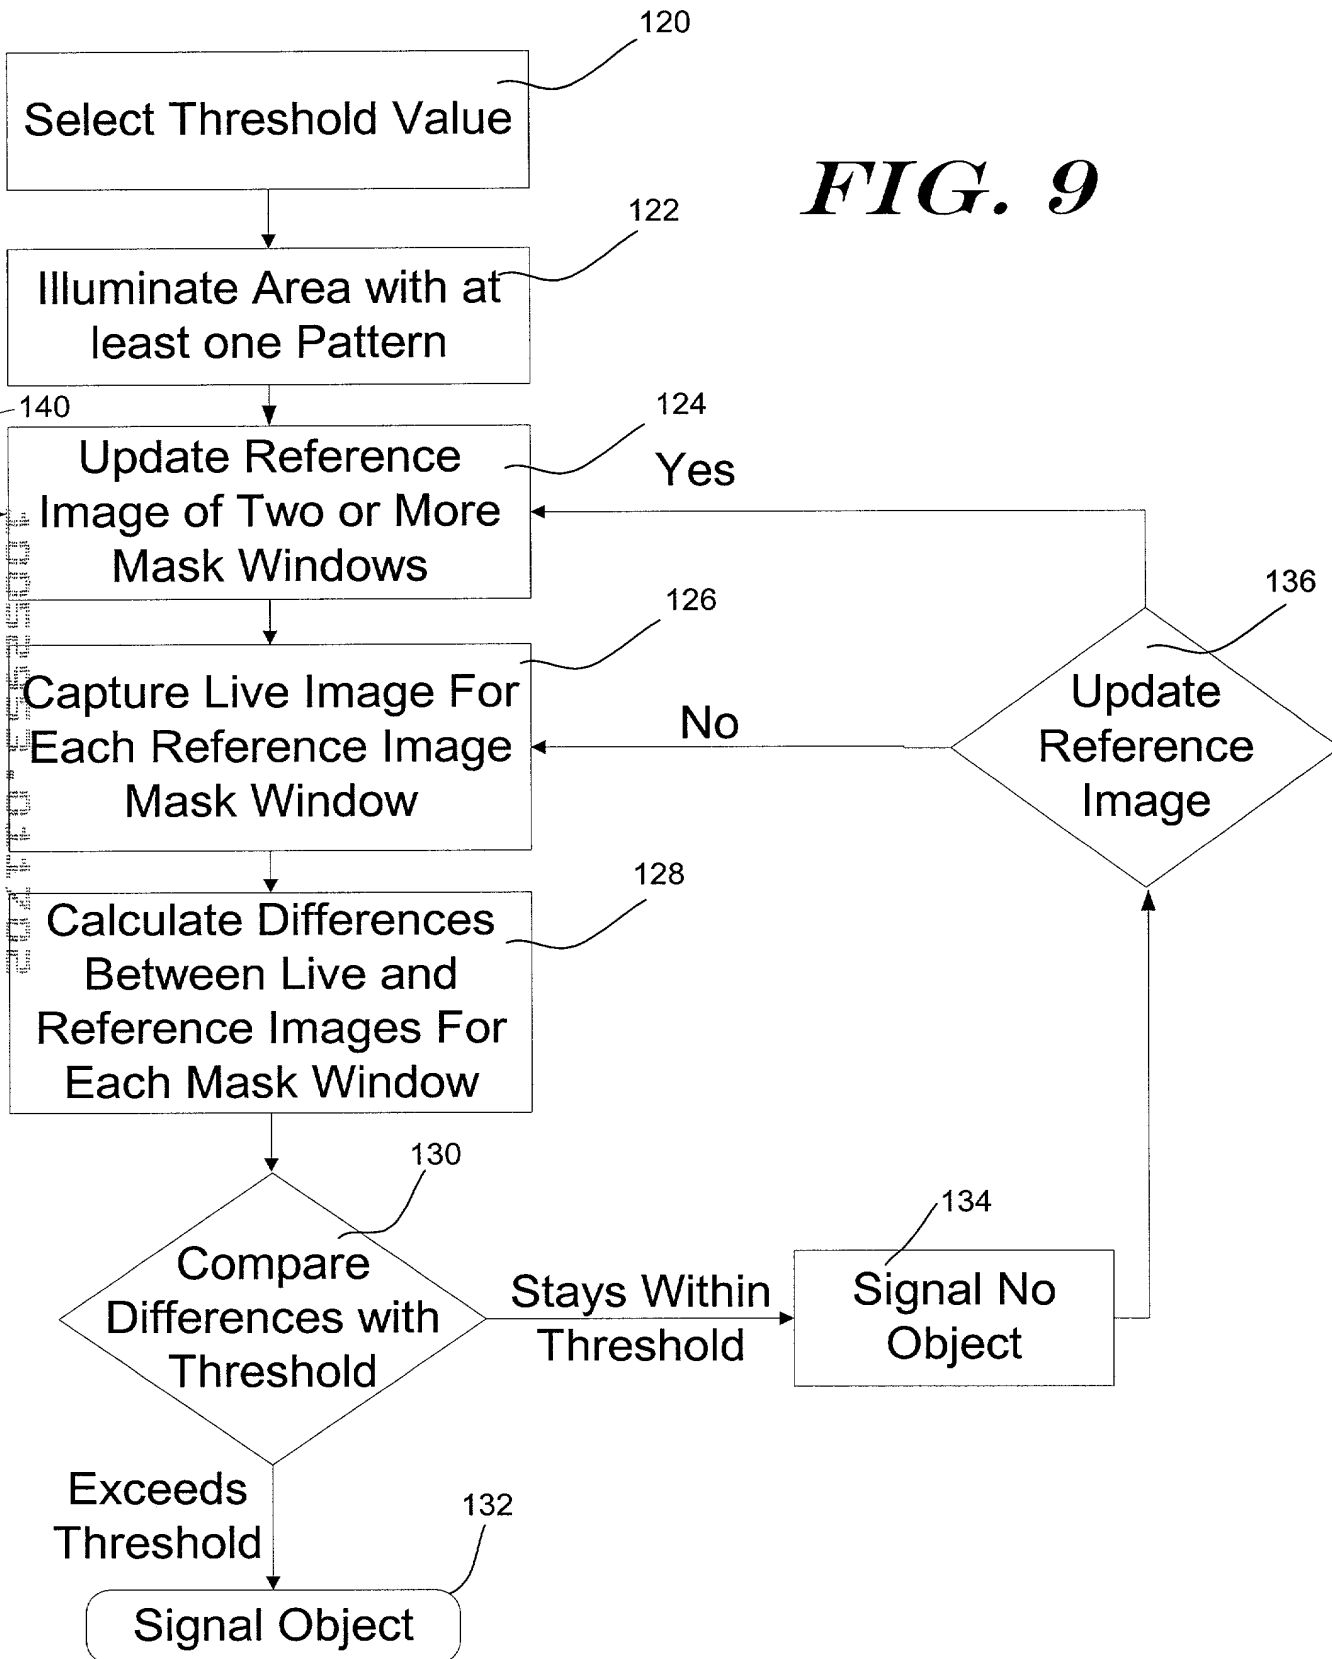 120
Select Threshold Value
FIG. 9
122
Illuminate Area with at
least one Pattern
140
124
Update Reference
Image of Two or More
Mask Windows
Yes
126
Capture Live Image For
Each Reference Image
Mask Window
No
136
Update
Reference
Image
128
Calculate Differences
Between Live and
Reference Images For
Each Mask Window
130
Compare
Differences with
Threshold
Stays Within
Threshold
134
Signal No
Object
Exceeds
Threshold
132
Signal Object